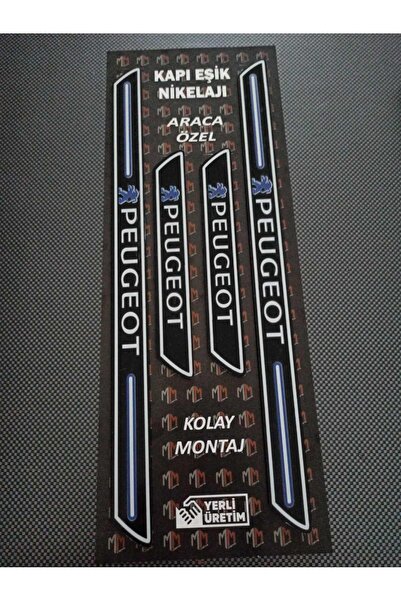 KAPI EŞİK
NİKELAJI
ARACA
ÖZEL
PEUGEOT
PEUGEOT
PEUGEOT
PEUGEOT
KOLAY
MONTAJ
YERLİ
ÜRETİM